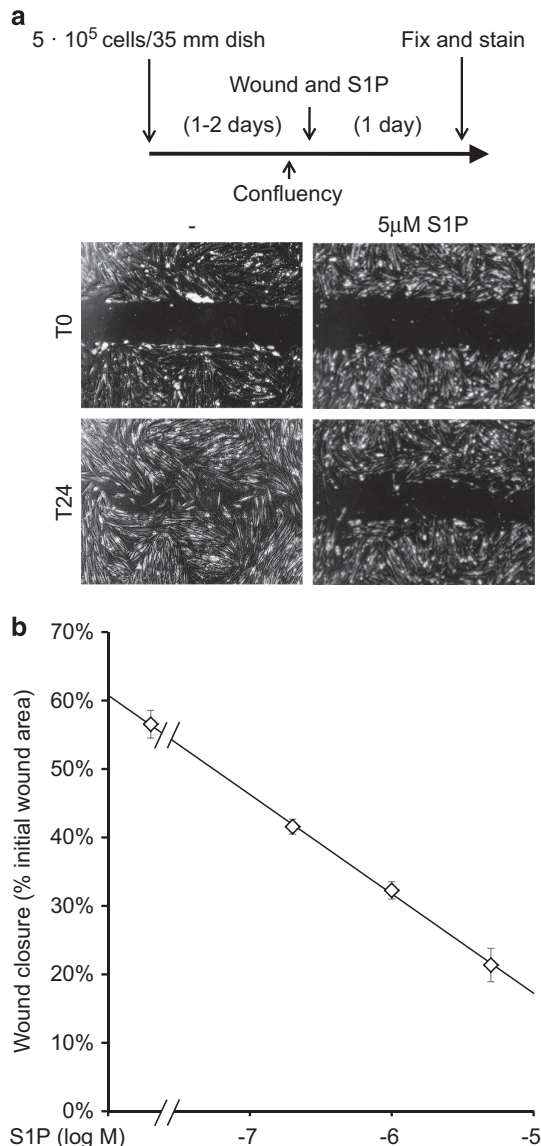 a
5 · 10⁵ cells/35 mm dish
Fix and stain
Wound and S1P
(1-2 days)
(1 day)
Confluency
-
5μM S1P
T0
T24
b
Wound closure (% initial wound area)
70%
60%
50%
40%
30%
20%
10%
0%
S1P (log M)
-7
-6
-5